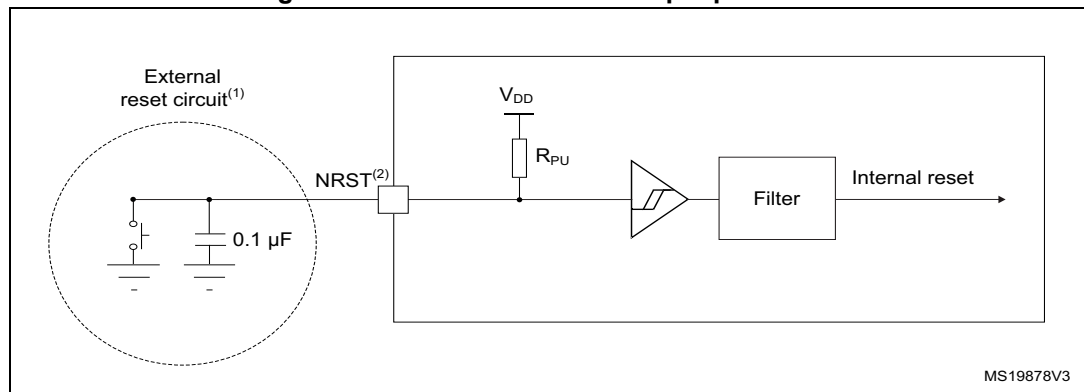 External
reset circuit(1)
VDD
RPU
NRST(2)
Filter
Internal reset
0.1 µF
MS19878V3